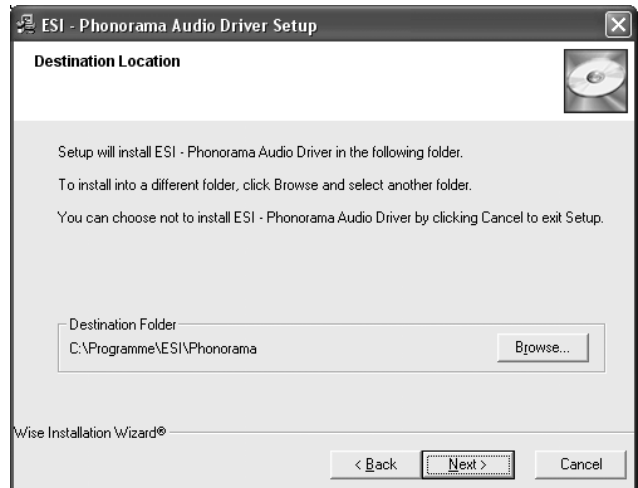 ESI - Phonorama Audio Driver Setup
Destination Location
Setup will install ESI - Phonorama Audio Driver in the following folder.
To install into a different folder, click Browse and select another folder.
You can choose not to install ESI - Phonorama Audio Driver by clicking Cancel to exit Setup.
Destination Folder
C:\Programme\ESI\Phonorama
Browse...
Wise Installation Wizard®
< Back Next > Cancel